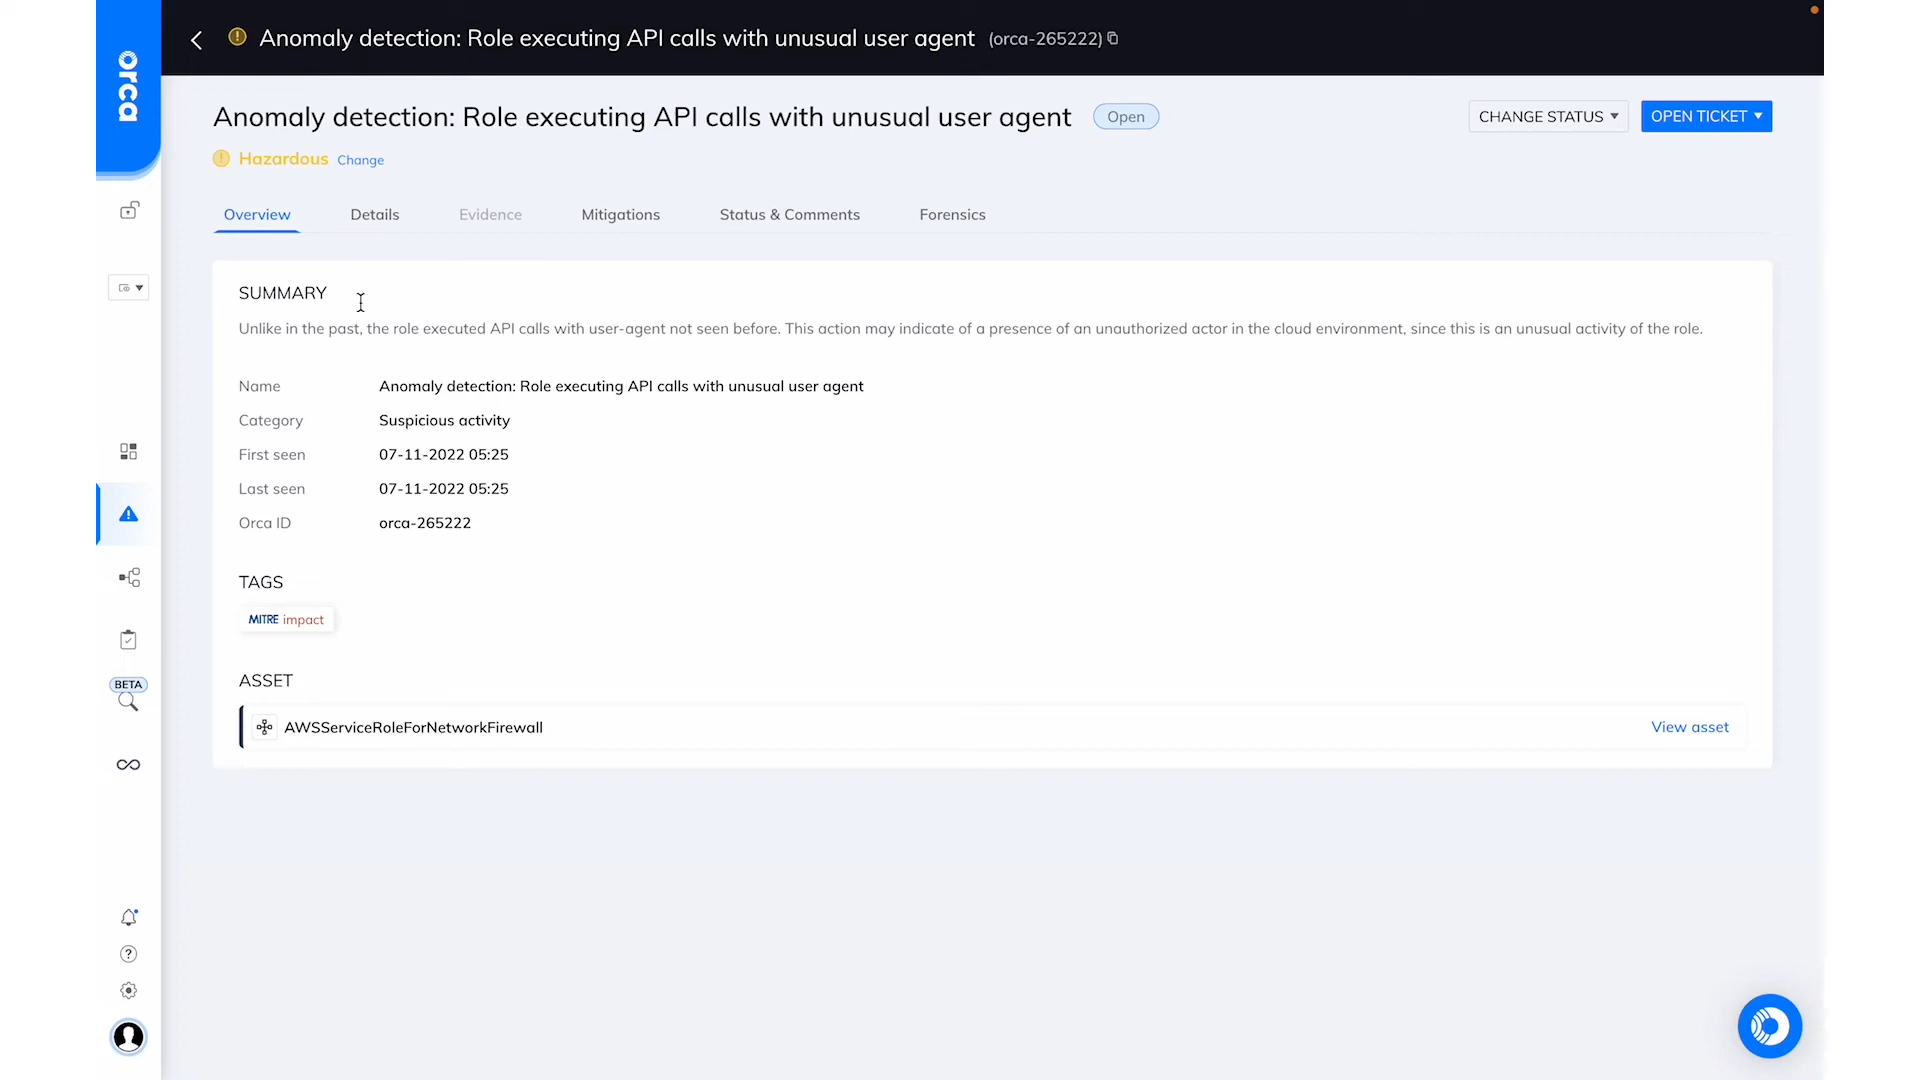 orca
Anomaly detection: Role executing API calls with unusual user agent (orca-265222)
Anomaly detection: Role executing API calls with unusual user agent Open
CHANGE STATUS OPEN TICKET
Hazardous Change
Overview Details Evidence Mitigations Status & Comments Forensics
SUMMARY
Unlike in the past, the role executed API calls with user-agent not seen before. This action may indicate of a presence of an unauthorized actor in the cloud environment, since this is an unusual activity of the role.
Name Anomaly detection: Role executing API calls with unusual user agent
Category Suspicious activity
First seen 07-11-2022 05:25
Last seen 07-11-2022 05:25
Orca ID orca-265222
TAGS
MITRE impact
BETA
ASSET
AWSServiceRoleForNetworkFirewall View asset